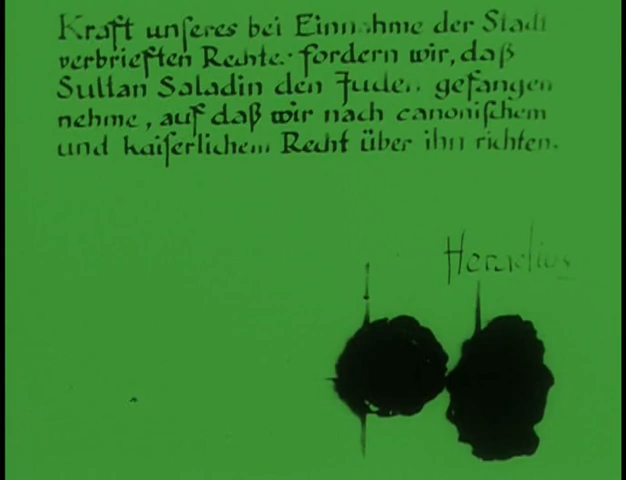 Kraft unſeres bei Einnahme der Stadt
verbrieften Rechte fordern wir, daß
Sultan Saladin den Juden gefangen
nehme, auf daß wir nach canoniſchem
und kaiſerlichem Recht über ihn richten.
Heraclius